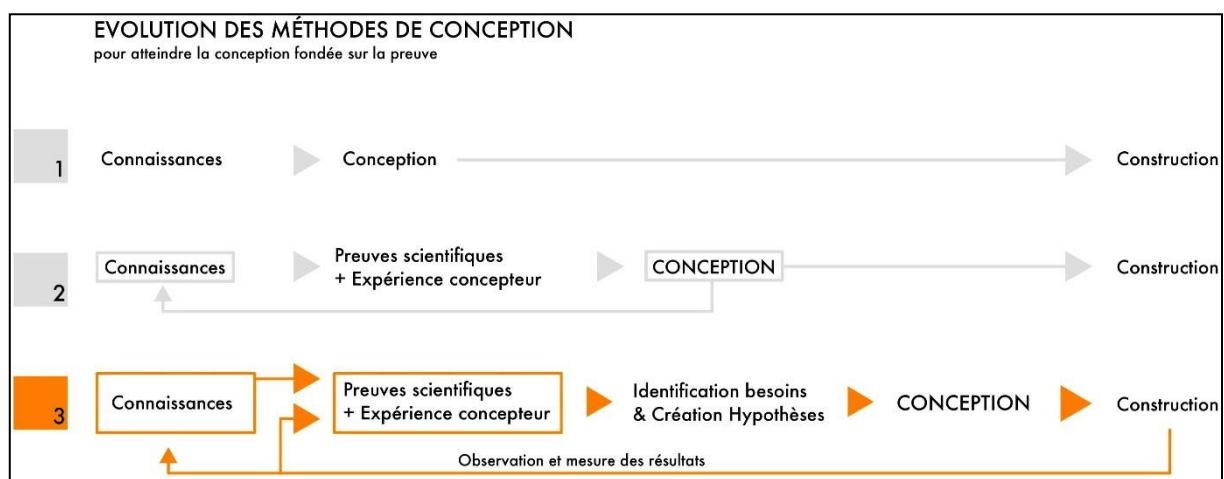 EVOLUTION DES MÉTHODES DE CONCEPTION
pour atteindre la conception fondée sur la preuve
1 Connaissances Conception Construction
Preuves scientifiques
Connaissances CONCEPTION Construction
+ Expérience concepteur
2
Preuves scientifiques Identification besoins
Connaissances CONCEPTION Construction
+ Expérience concepteur & Création Hypothèses
3
Observation et mesure des résultats